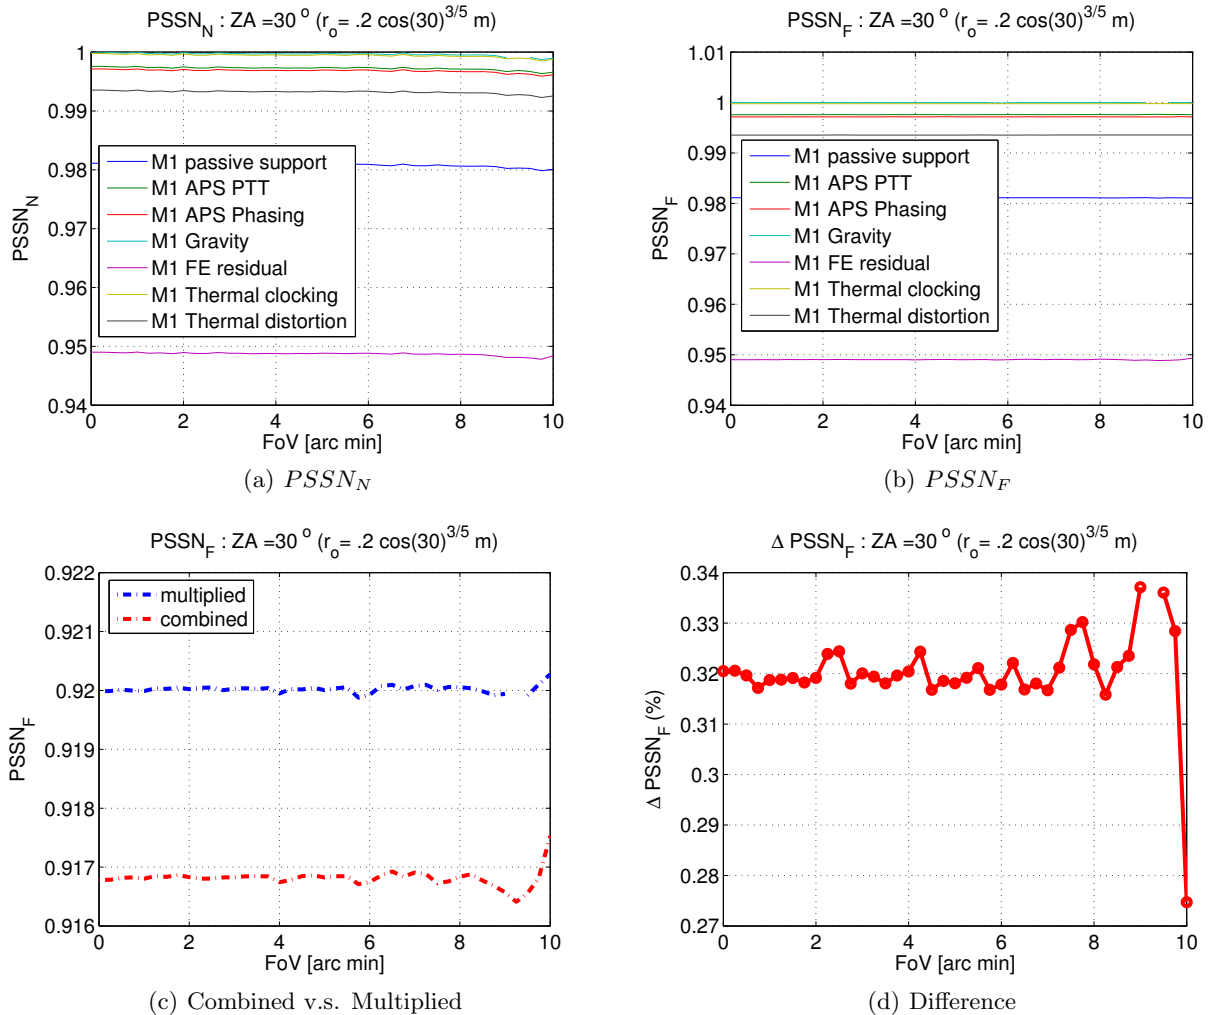 PSSN_N : ZA =30 ° (r_o= .2 cos(30)^3/5 m)
1
0.99
0.98
0.97
0.96
0.95
0.94
PSSN_N
M1 passive support
M1 APS PTT
M1 APS Phasing
M1 Gravity
M1 FE residual
M1 Thermal clocking
M1 Thermal distortion
0 2 4 6 8 10
FoV [arc min]
(a) PSSN_N
PSSN_F : ZA =30 ° (r_o= .2 cos(30)^3/5 m)
1.01
1
0.99
0.98
0.97
0.96
0.95
0.94
PSSN_F
M1 passive support
M1 APS PTT
M1 APS Phasing
M1 Gravity
M1 FE residual
M1 Thermal clocking
M1 Thermal distortion
0 2 4 6 8 10
FoV [arc min]
(b) PSSN_F
PSSN_F : ZA =30 ° (r_o= .2 cos(30)^3/5 m)
0.922
0.921
0.92
0.919
0.918
0.917
0.916
PSSN_F
multiplied
combined
0 2 4 6 8 10
FoV [arc min]
(c) Combined v.s. Multiplied
Δ PSSN_F : ZA =30 ° (r_o= .2 cos(30)^3/5 m)
0.34
0.33
0.32
0.31
0.3
0.29
0.28
0.27
Δ PSSN_F (%)
0 2 4 6 8 10
FoV [arc min]
(d) Difference